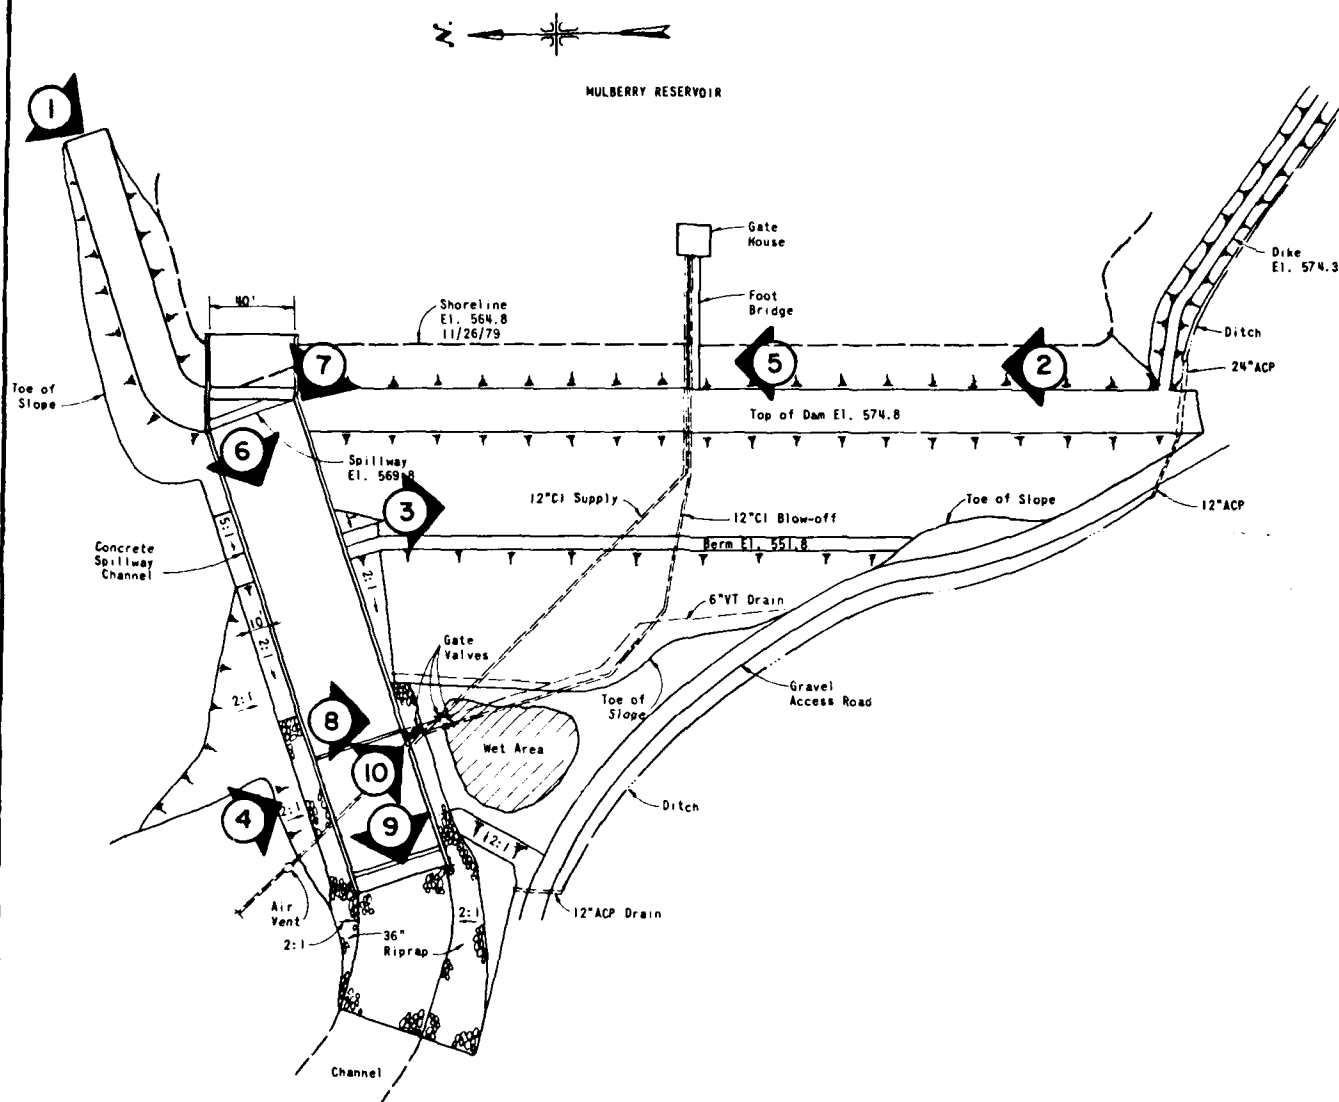 N.
MULBERRY RESERVOIR
1
Gate
House
Dike
El. 574.3
40'
Shoreline
El. 564.8
11/26/79
Foot
Bridge
Ditch
7
5
2
24"ACP
Toe of
Slope
Top of Dam El. 574.8
6
Spillway
El. 569.8
12"CI Supply
Toe of Slope
3
12"CI Blow-off
12"ACP
5:1
Berm El. 551.8
Concrete
Spillway
Channel
2:1
6"VT Drain
10'
2:1
Gate
Valves
2:1
Toe of
Slope
Gravel
Access Road
8
Wet Area
10
4
2:1
9
Ditch
12:1
Air
Vent
2:1
12"ACP Drain
2:1
36"
Riprap
Channel